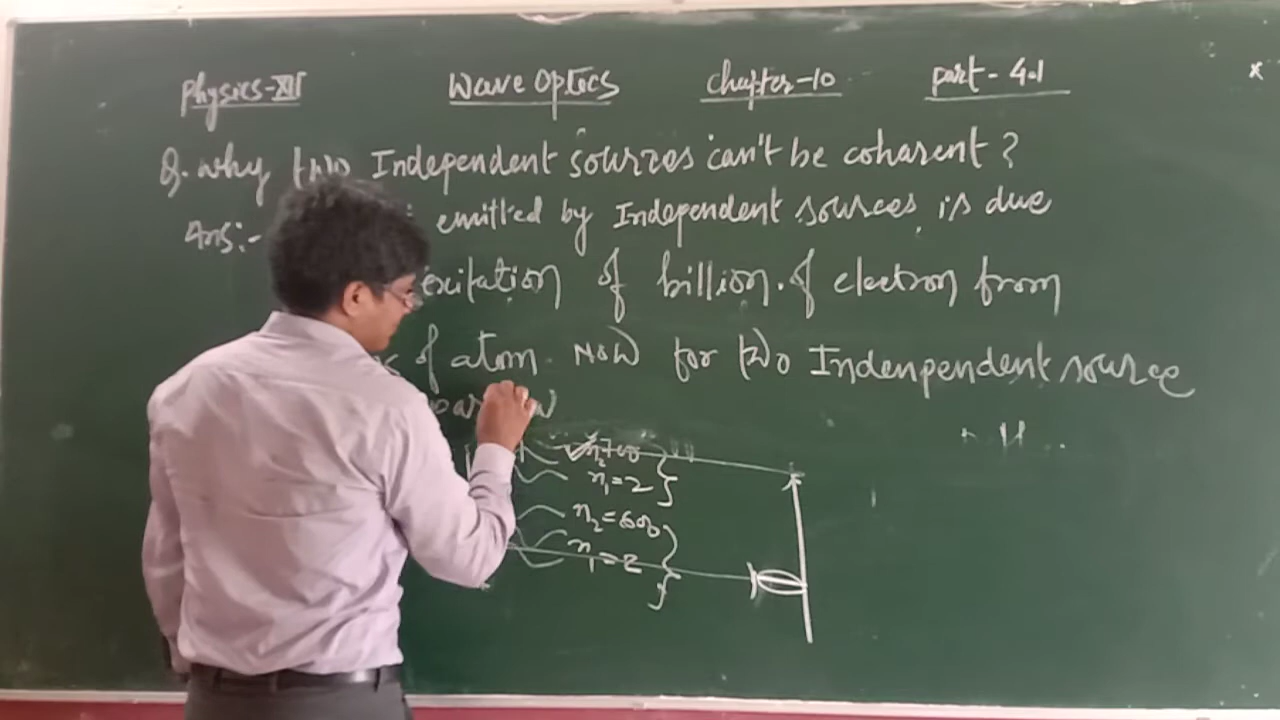 Physics-XII Wave Optics chapter-10 part-4.1
Q. why two Independent sources can't be coharent?
Ans:- emitted by Independent sources is due
excitation of billion of electron from
of atom. Now for two Indenpendent source
n₁=2
n₂=600
n₁=2